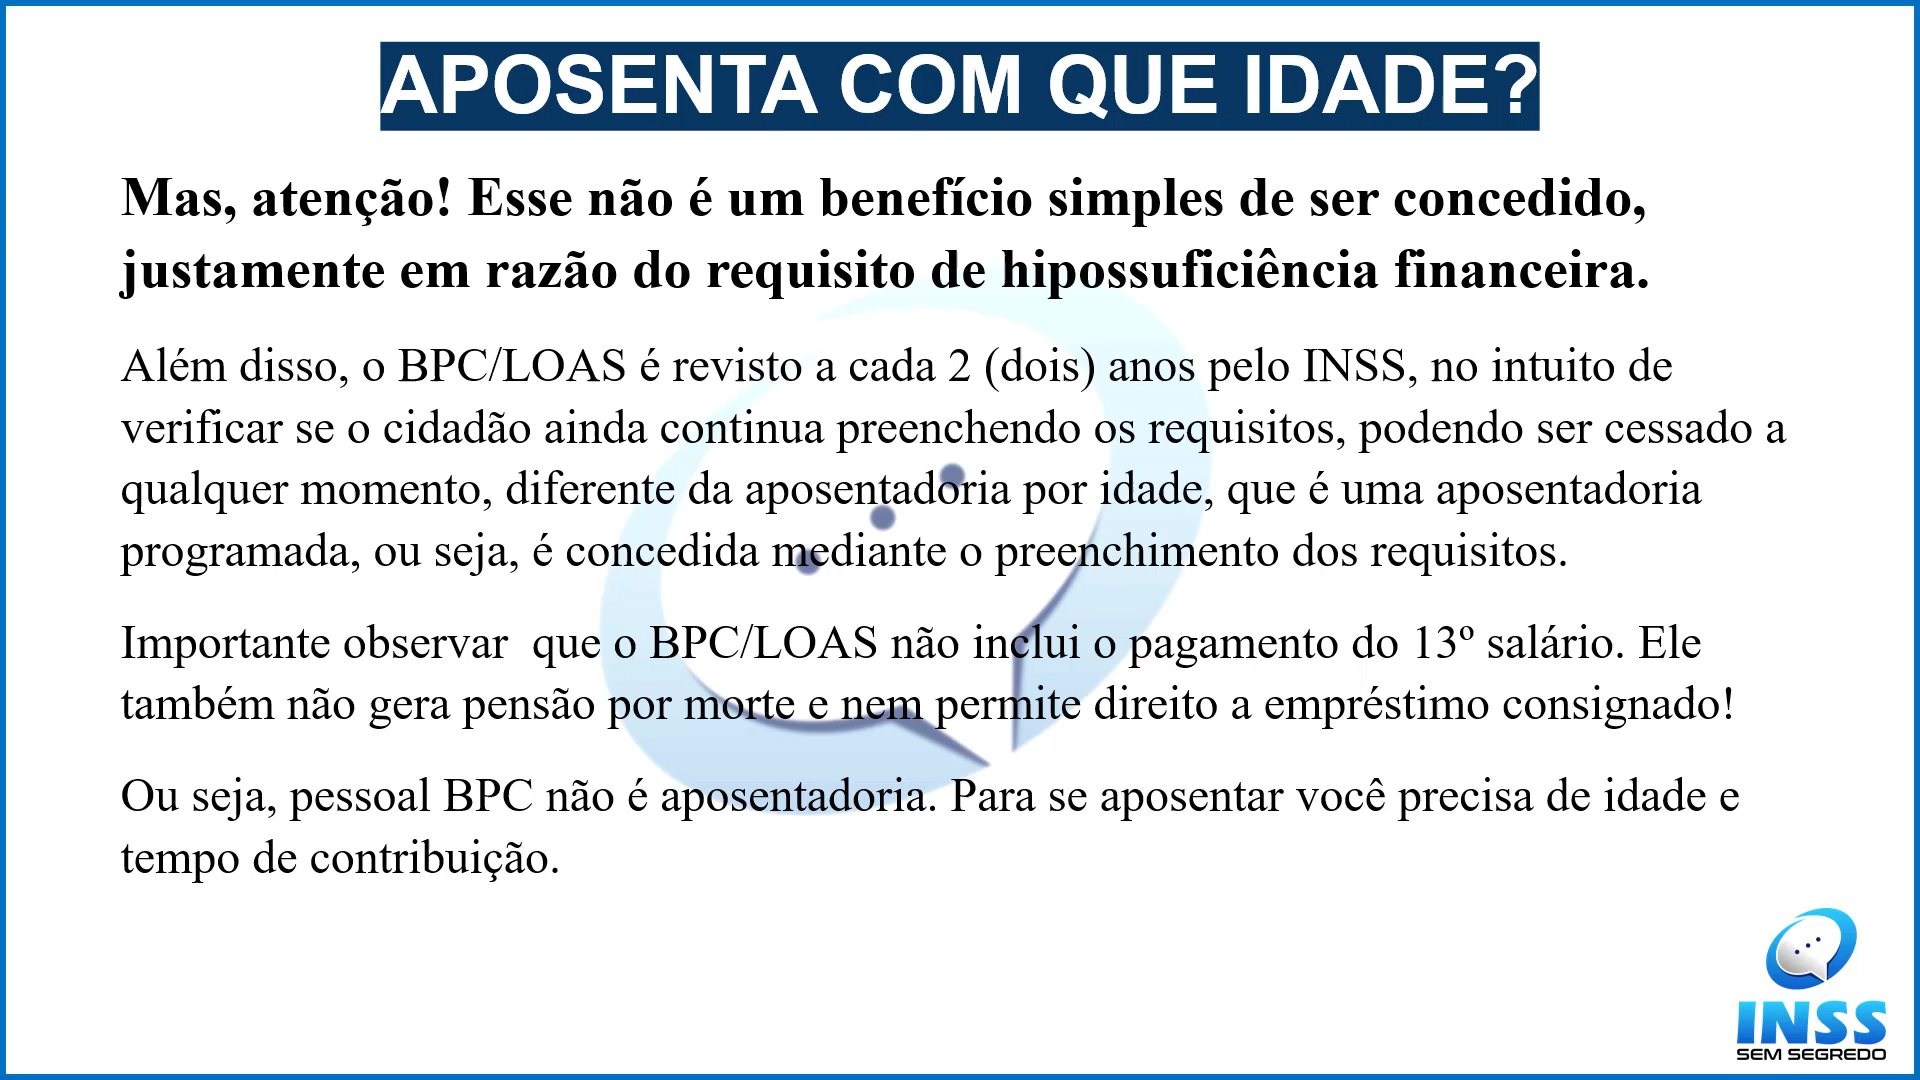 APOSENTA COM QUE IDADE?
Mas, atenção! Esse não é um benefício simples de ser concedido,
justamente em razão do requisito de hipossuficiência financeira.
Além disso, o BPC/LOAS é revisto a cada 2 (dois) anos pelo INSS, no intuito de
verificar se o cidadão ainda continua preenchendo os requisitos, podendo ser cessado a
qualquer momento, diferente da aposentadoria por idade, que é uma aposentadoria
programada, ou seja, é concedida mediante o preenchimento dos requisitos.
Importante observar  que o BPC/LOAS não inclui o pagamento do 13º salário. Ele
também não gera pensão por morte e nem permite direito a empréstimo consignado!
Ou seja, pessoal BPC não é aposentadoria. Para se aposentar você precisa de idade e
tempo de contribuição.
INSS
SEM SEGREDO